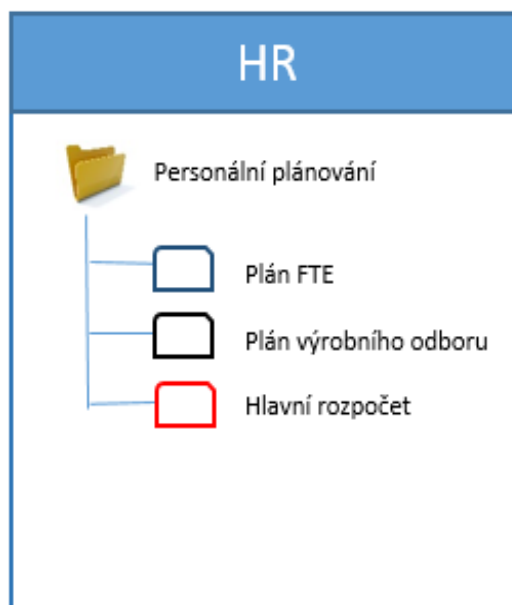 HR
Personální plánování
Plán FTE
Plán výrobního odboru
Hlavní rozpočet